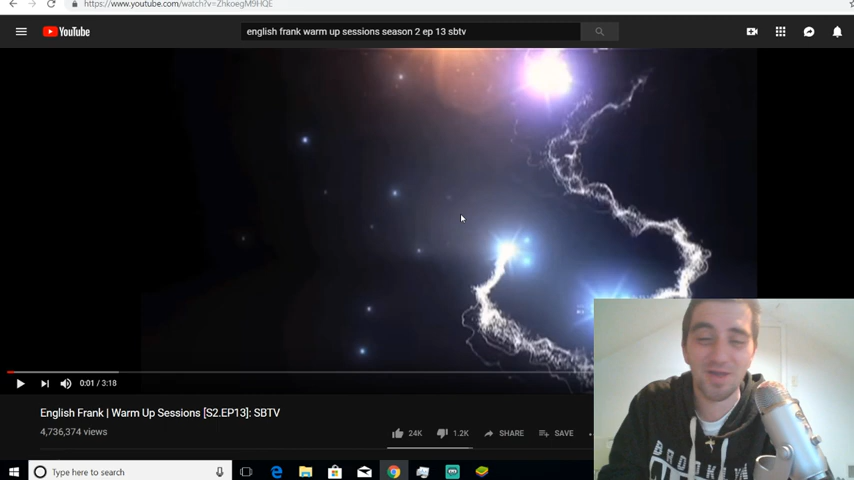 https://www.youtube.com/watch?v=ZhkoegM9HQE
YouTube
english frank warm up sessions season 2 ep 13 sbtv
0:01 / 3:18
English Frank | Warm Up Sessions [S2.EP13]: SBTV
4,736,374 views
24K
1.2K
SHARE
SAVE
Type here to search